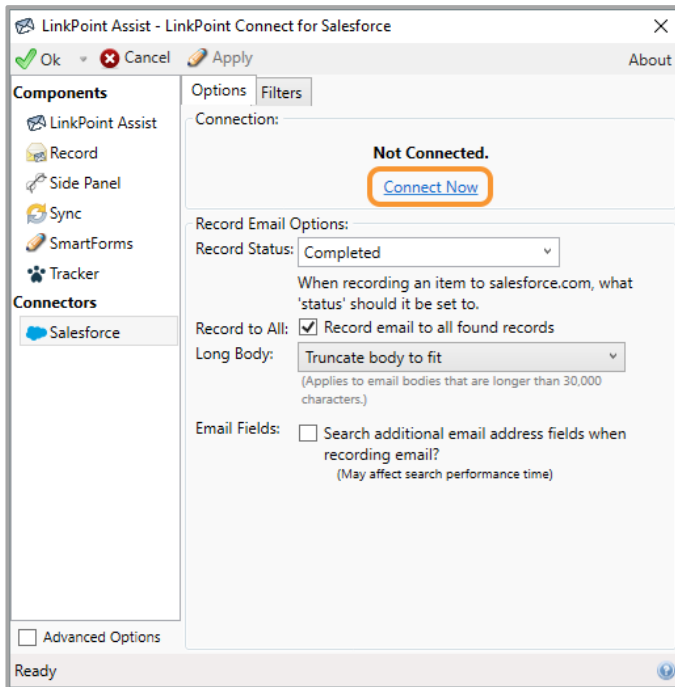 LinkPoint Assist - LinkPoint Connect for Salesforce
Ok Cancel Apply About
Components
LinkPoint Assist
Record
Side Panel
Sync
SmartForms
Tracker
Connectors
Salesforce
Advanced Options
Options Filters
Connection:
Not Connected.
Connect Now
Record Email Options:
Record Status: Completed
When recording an item to salesforce.com, what
'status' should it be set to.
Record to All: Record email to all found records
Long Body: Truncate body to fit
(Applies to email bodies that are longer than 30,000
characters.)
Email Fields: Search additional email address fields when
recording email?
(May affect search performance time)
Ready